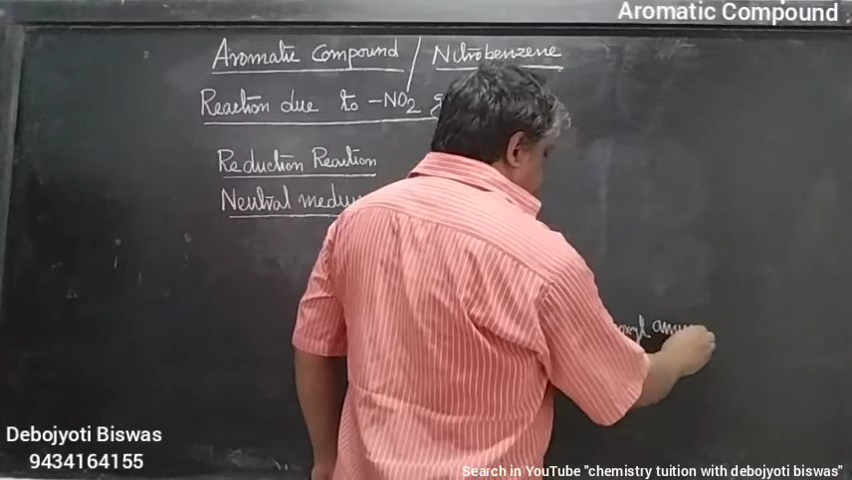 Aromatic Compound
Aromatic Compound / Nitrobenzene
Reaction due to -NO2
Reduction Reaction
Neutral
Debojyoti Biswas
9434164155
Search in YouTube "chemistry tuition with debojyoti biswas"